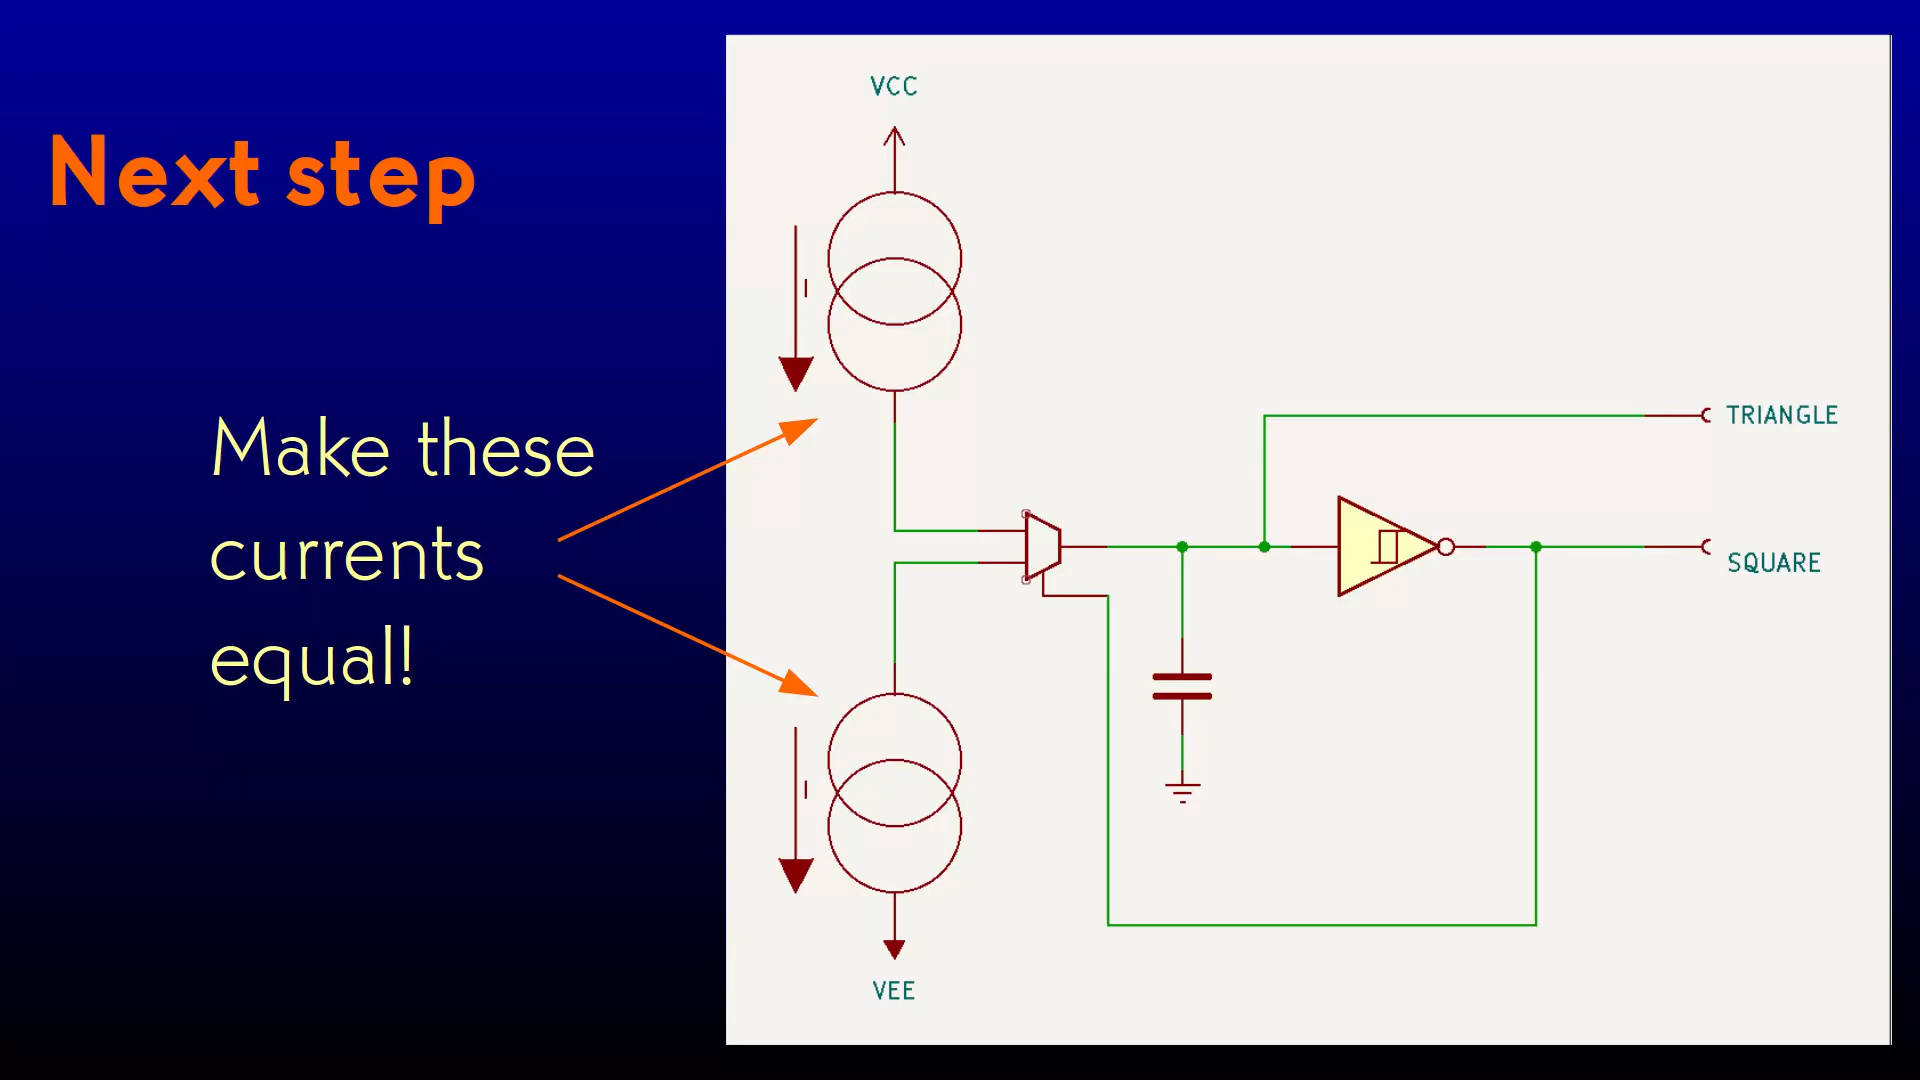 Next step
Make these
currents
equal!
VCC
I
TRIANGLE
SQUARE
I
VEE